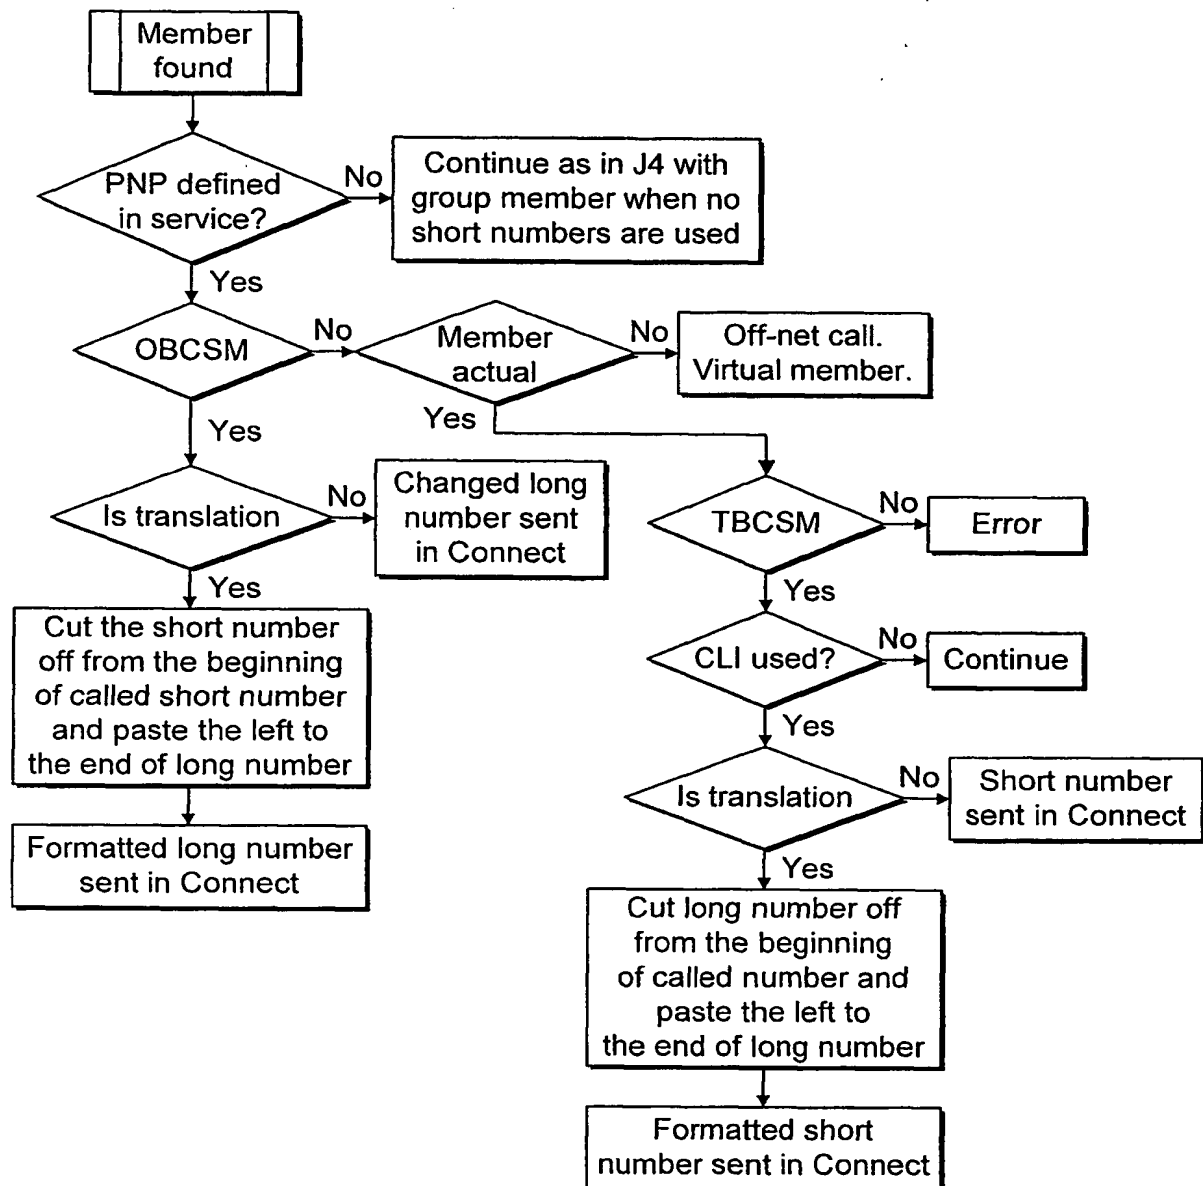 Member
found
PNP defined
in service?
No
Continue as in J4 with
group member when no
short numbers are used
Yes
OBCSM
No
Member
actual
No
Off-net call.
Virtual member.
Yes
Yes
Is translation
No
Changed long
number sent
in Connect
TBCSM
No
Error
Yes
Yes
Cut the short number
off from the beginning
of called short number
and paste the left to
the end of long number
CLI used?
No
Continue
Yes
Formatted long number
sent in Connect
Is translation
No
Short number
sent in Connect
Yes
Cut long number off
from the beginning
of called number and
paste the left to
the end of long number
Formatted short
number sent in Connect